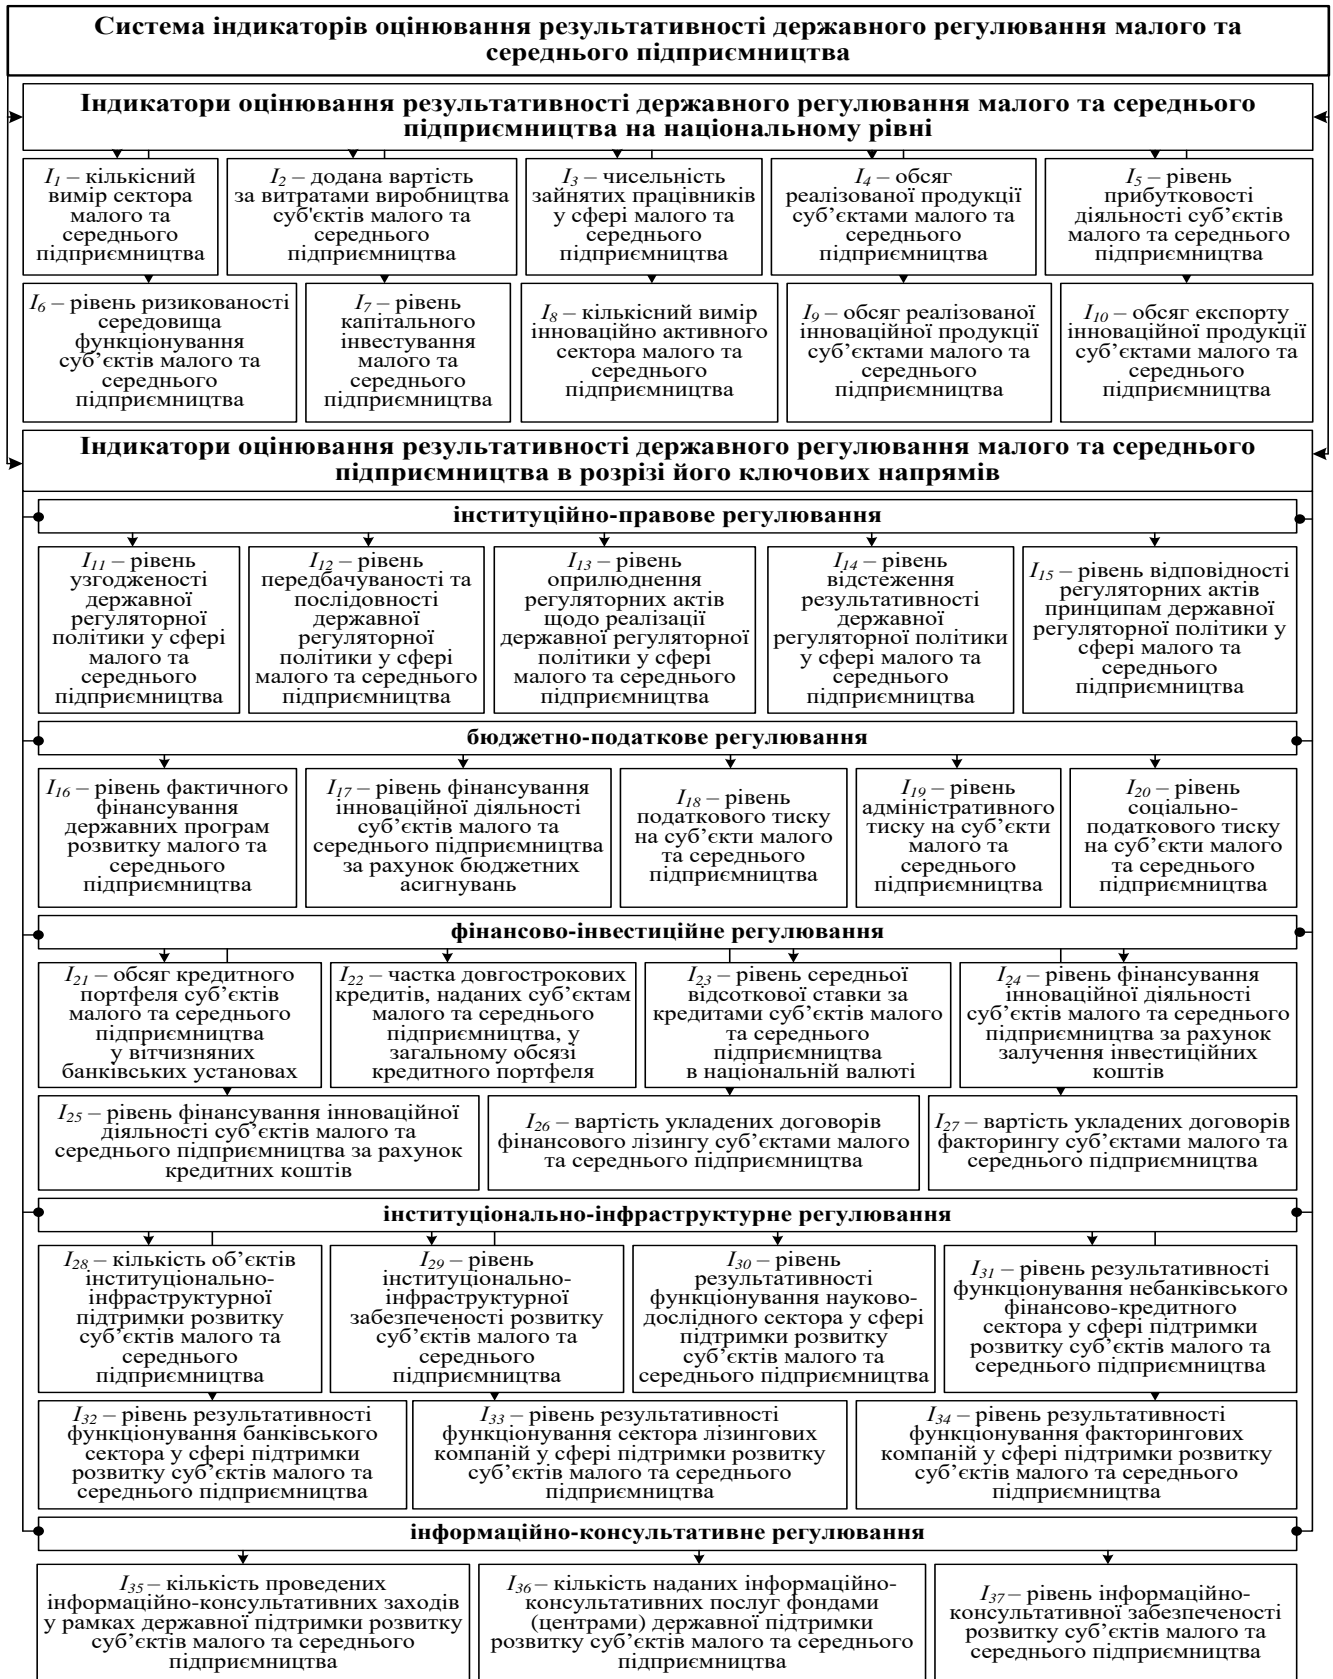 Система індикаторів оцінювання результативності державного регулювання малого та
середнього підприємництва
Індикатори оцінювання результативності державного регулювання малого та середнього
підприємництва на національному рівні
I1 – кількісний
вимір сектора
малого та
середнього
підприємництва
I2 – додана вартість
за витратами виробництва
суб'єктів малого та
середнього
підприємництва
I3 – чисельність
зайнятих працівників
у сфері малого та
середнього
підприємництва
I4 – обсяг
реалізованої продукції
суб’єктами малого та
середнього
підприємництва
I5 – рівень
прибутковості
діяльності суб’єктів
малого та середнього
підприємництва
I6 – рівень ризикованості
середовища
функціонування
суб’єктів малого та
середнього
підприємництва
I7 – рівень
капітального
інвестування
малого та
середнього
підприємництва
I8 – кількісний вимір
інноваційно активного
сектора малого та
середнього
підприємництва
I9 – обсяг реалізованої
інноваційної продукції
суб’єктами малого та
середнього
підприємництва
I10 – обсяг експорту
інноваційної продукції
суб’єктами малого та
середнього
підприємництва
Індикатори оцінювання результативності державного регулювання малого та середнього
підприємництва в розрізі його ключових напрямів
інституційно-правове регулювання
I11 – рівень
узгодженості
державної
регуляторної
політики у сфері
малого та
середнього
підприємництва
I12 – рівень
передбачуваності та
послідовності
державної
регуляторної
політики у сфері
малого та середнього
підприємництва
I13 – рівень
оприлюднення
регуляторних актів
щодо реалізації
державної регуляторної
політики у сфері
малого та середнього
підприємництва
I14 – рівень
відстеження
результативності
державної
регуляторної політики
у сфері малого та
середнього
підприємництва
I15 – рівень відповідності
регуляторних актів
принципам державної
регуляторної політики у
сфері малого та
середнього
підприємництва
бюджетно-податкове регулювання
I16 – рівень фактичного
фінансування
державних програм
розвитку малого та
середнього
підприємництва
I17 – рівень фінансування
інноваційної діяльності
суб’єктів малого та
середнього підприємництва
за рахунок бюджетних
асигнувань
I18 – рівень
податкового тиску
на суб’єкти малого
та середнього
підприємництва
I19 – рівень
адміністративного
тиску на суб’єкти
малого та
середнього
підприємництва
I20 – рівень
соціально-
податкового тиску
на суб’єкти малого
та середнього
підприємництва
фінансово-інвестиційне регулювання
I21 – обсяг кредитного
портфеля суб’єктів
малого та середнього
підприємництва
у вітчизняних
банківських установах
I22 – частка довгострокових
кредитів, наданих суб’єктам
малого та середнього
підприємництва, у
загальному обсязі
кредитного портфеля
I23 – рівень середньої
відсоткової ставки за
кредитами суб’єктів малого
та середнього
підприємництва
в національній валюті
I24 – рівень фінансування
інноваційної діяльності
суб’єктів малого та середнього
підприємництва за рахунок
залучення інвестиційних
коштів
I25 – рівень фінансування інноваційної
діяльності суб’єктів малого та
середнього підприємництва за рахунок
кредитних коштів
I26 – вартість укладених договорів
фінансового лізингу суб’єктами малого
та середнього підприємництва
I27 – вартість укладених договорів
факторингу суб’єктами малого та
середнього підприємництва
інституціонально-інфраструктурне регулювання
I28 – кількість об’єктів
інституціонально-
інфраструктурної
підтримки розвитку
суб’єктів малого та
середнього
підприємництва
I29 – рівень
інституціонально-
інфраструктурної
забезпеченості розвитку
суб’єктів малого та
середнього
підприємництва
I30 – рівень
результативності
функціонування науково-
дослідного сектора у сфері
підтримки розвитку
суб’єктів малого та
середнього підприємництва
I31 – рівень результативності
функціонування небанківського
фінансово-кредитного
сектора у сфері підтримки
розвитку суб’єктів малого та
середнього підприємництва
I32 – рівень результативності
функціонування банківського
сектора у сфері підтримки
розвитку суб’єктів малого та
середнього підприємництва
I33 – рівень результативності
функціонування сектора лізингових
компаній у сфері підтримки розвитку
суб’єктів малого та середнього
підприємництва
I34 – рівень результативності
функціонування факторингових
компаній у сфері підтримки розвитку
суб’єктів малого та середнього
підприємництва
інформаційно-консультативне регулювання
I35 – кількість проведених
інформаційно-консультативних заходів
у рамках державної підтримки розвитку
суб’єктів малого та середнього
підприємництва
I36 – кількість наданих інформаційно-
консультативних послуг фондами
(центрами) державної підтримки
розвитку суб’єктів малого та середнього
підприємництва
I37 – рівень інформаційно-
консультативної забезпеченості
розвитку суб’єктів малого та
середнього підприємництва